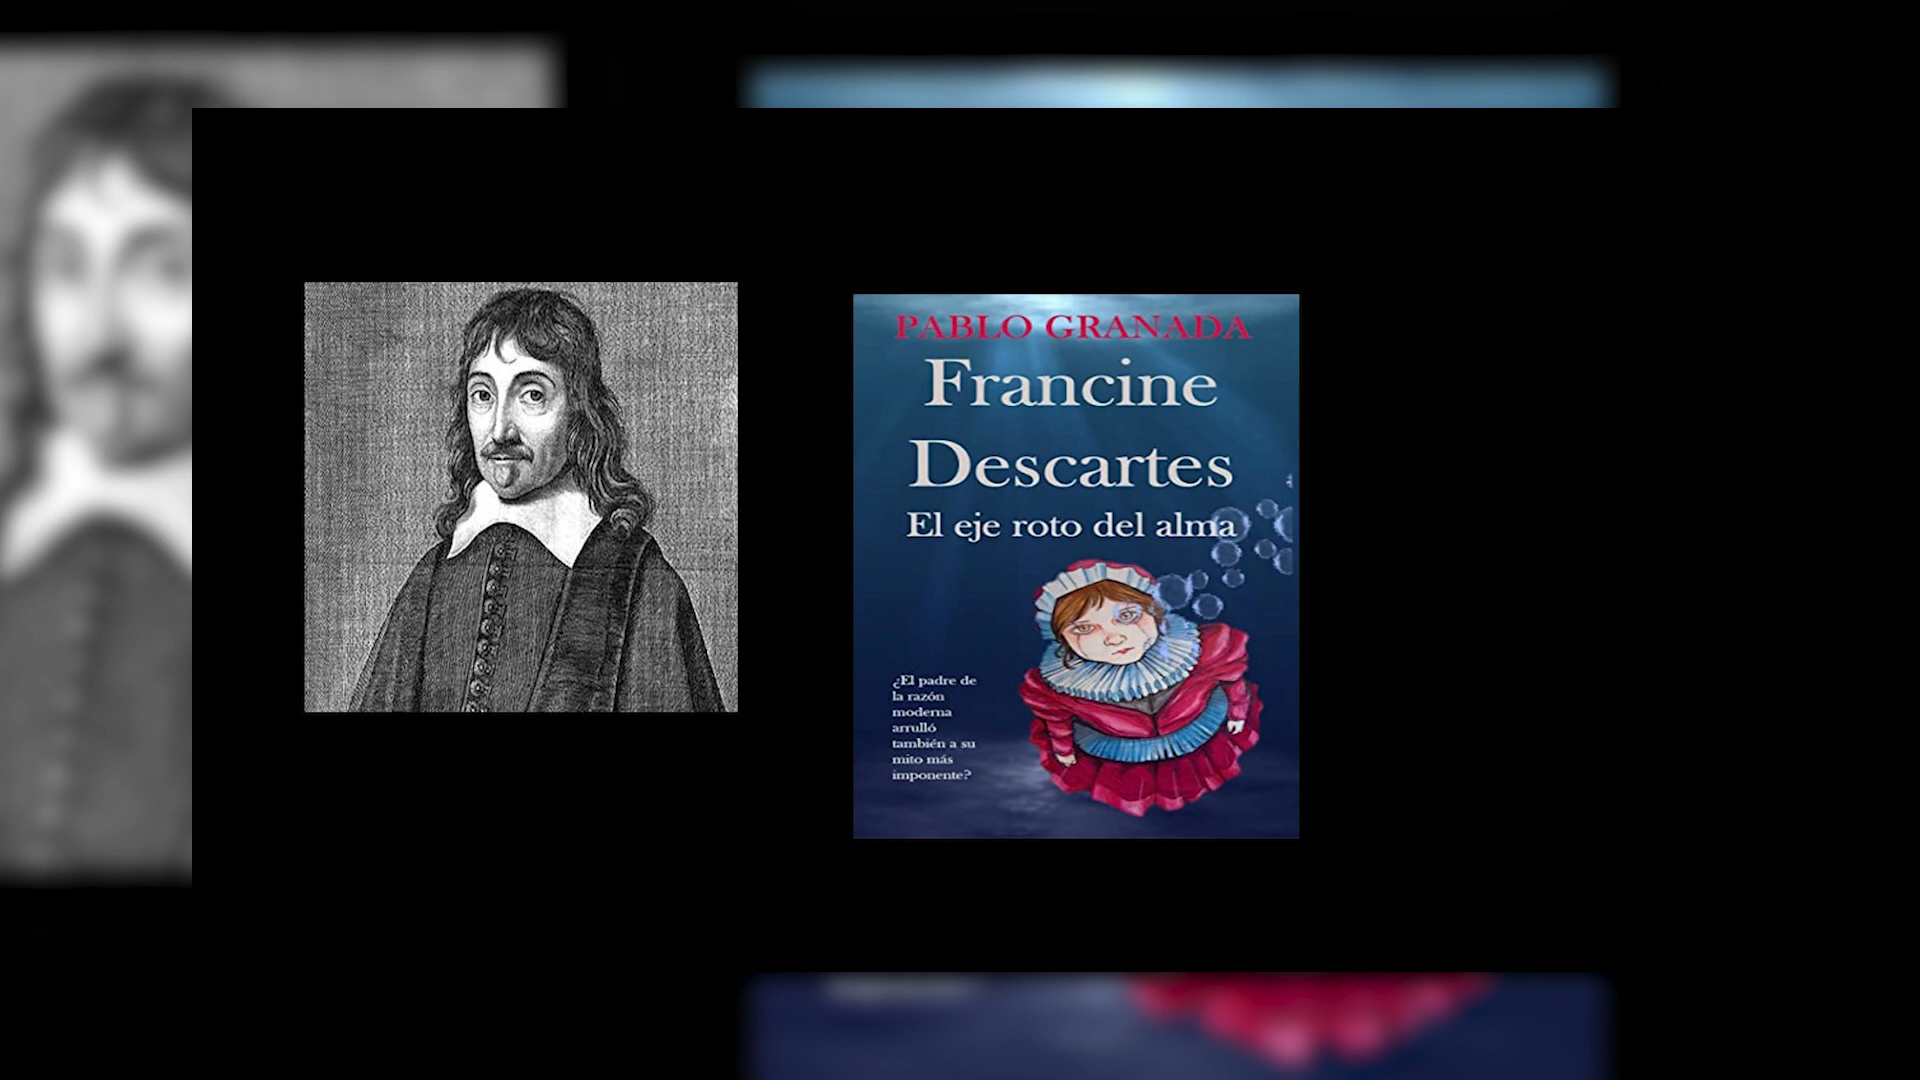 PABLO GRANADA
Francine
Descartes
El eje roto del alma
¿El padre de
la razón
moderna
arrulló
también a su
mito más
imponente?